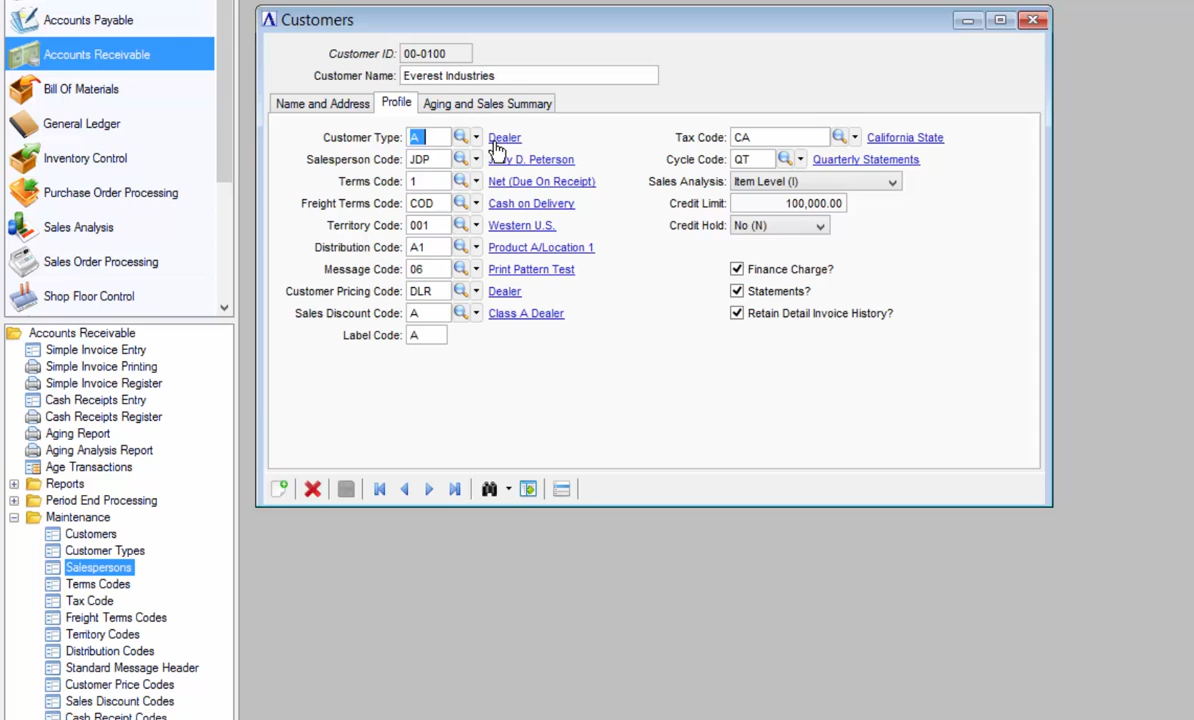 Accounts Payable
Accounts Receivable
Bill Of Materials
General Ledger
Inventory Control
Purchase Order Processing
Sales Analysis
Sales Order Processing
Shop Floor Control
Accounts Receivable
Simple Invoice Entry
Simple Invoice Printing
Simple Invoice Register
Cash Receipts Entry
Cash Receipts Register
Aging Report
Aging Analysis Report
Age Transactions
Reports
Period End Processing
Maintenance
Customers
Customer Types
Salespersons
Terms Codes
Tax Code
Freight Terms Codes
Territory Codes
Distribution Codes
Standard Message Header
Customer Price Codes
Sales Discount Codes
Cash Receipt Codes
Customers
Customer ID: 00-0100
Customer Name: Everest Industries
Name and Address Profile Aging and Sales Summary
Customer Type: A Dealer
Salesperson Code: JDP D. Peterson
Terms Code: 1 Net (Due On Receipt)
Freight Terms Code: COD Cash on Delivery
Territory Code: 001 Western U.S.
Distribution Code: A1 Product A/Location 1
Message Code: 06 Print Pattern Test
Customer Pricing Code: DLR Dealer
Sales Discount Code: A Class A Dealer
Label Code: A
Tax Code: CA California State
Cycle Code: QT Quarterly Statements
Sales Analysis: Item Level (I)
Credit Limit: 100,000.00
Credit Hold: No (N)
Finance Charge?
Statements?
Retain Detail Invoice History?